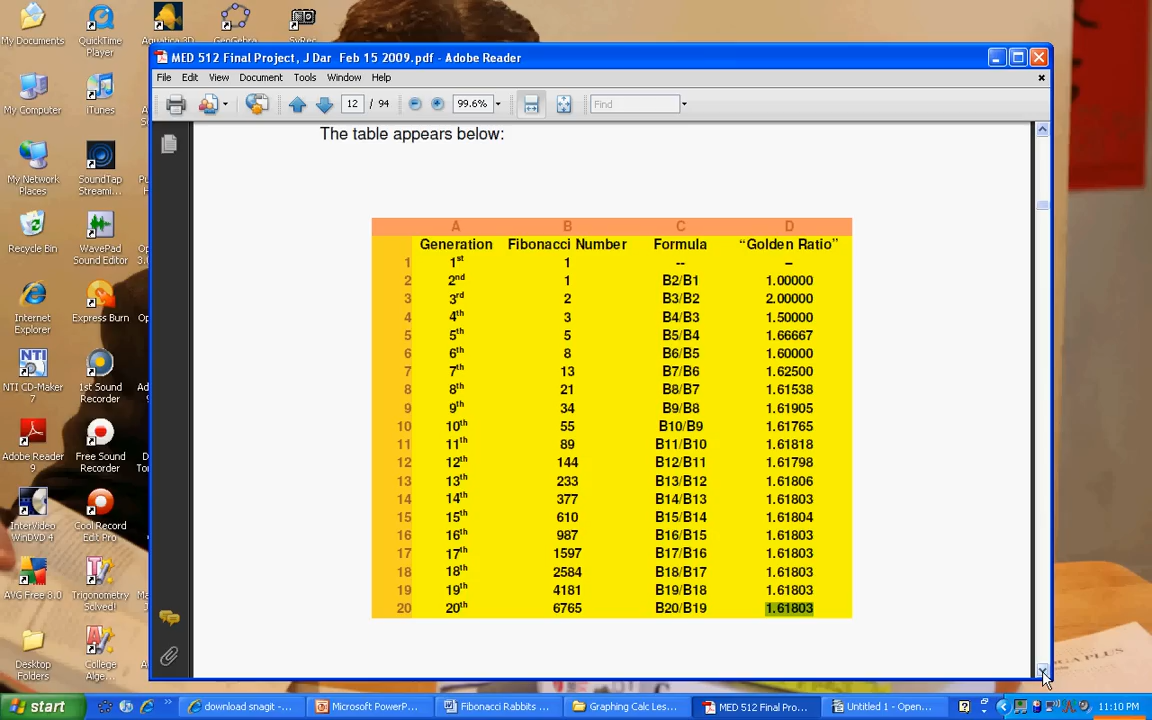 My Documents
QuickTime Player
Aquatica 3D
GeoGebra
SyRec
MED 512 Final Project, J Dar Feb 15 2009.pdf - Adobe Reader
File Edit View Document Tools Window Help
12 / 94 99.6% Find
My Computer
iTunes
The table appears below:
My Network Places
SoundTap Streami...
Recycle Bin
WavePad Sound Editor
Internet Explorer
Express Burn
NTI CD-Maker 7
1st Sound Recorder
Adobe Reader 9
Free Sound Recorder
InterVideo WinDVD 4
Cool Record Edit Pro
AVG Free 8.0
Trigonometry Solved!
Desktop Folders
College Alge...
A B C D
Generation Fibonacci Number Formula “Golden Ratio”
1 1st 1 -- –
2 2nd 1 B2/B1 1.00000
3 3rd 2 B3/B2 2.00000
4 4th 3 B4/B3 1.50000
5 5th 5 B5/B4 1.66667
6 6th 8 B6/B5 1.60000
7 7th 13 B7/B6 1.62500
8 8th 21 B8/B7 1.61538
9 9th 34 B9/B8 1.61905
10 10th 55 B10/B9 1.61765
11 11th 89 B11/B10 1.61818
12 12th 144 B12/B11 1.61798
13 13th 233 B13/B12 1.61806
14 14th 377 B14/B13 1.61803
15 15th 610 B15/B14 1.61804
16 16th 987 B16/B15 1.61803
17 17th 1597 B17/B16 1.61803
18 18th 2584 B18/B17 1.61803
19 19th 4181 B19/B18 1.61803
20 20th 6765 B20/B19 1.61803
start
download snagit -...
Microsoft PowerP...
Fibonacci Rabbits ...
Graphing Calc Les...
MED 512 Final Pro...
Untitled 1 - Open...
11:10 PM